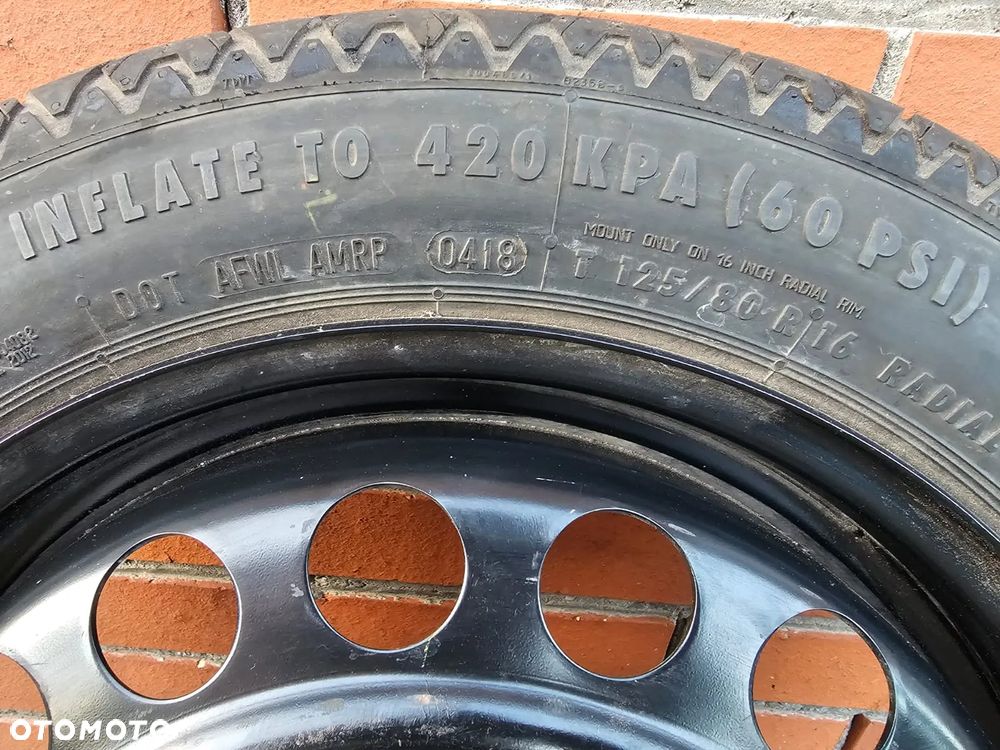 INFLATE TO 420 KPA (60 PSI)
MOUNT ONLY ON 16 INCH RADIAL RIM
DOT AFWL AMRP 0418 T 125/80 R 16 RADIAL
2012
OTOMOTO